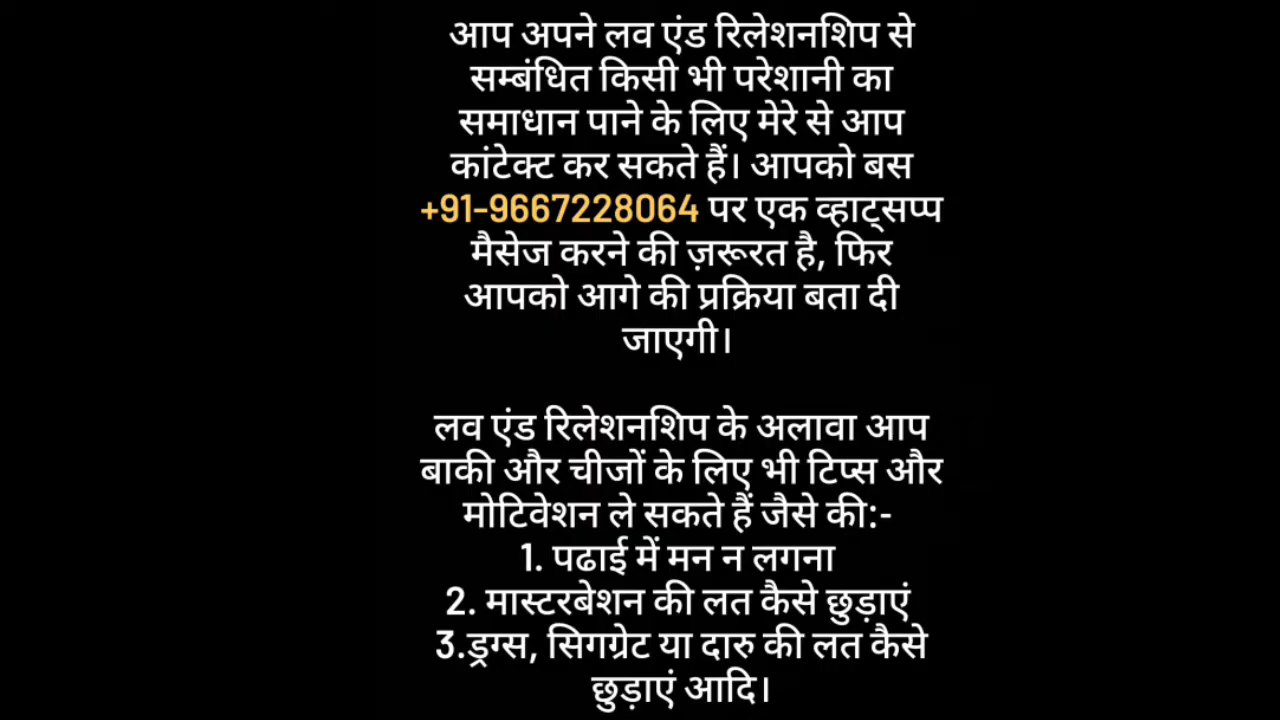 आप अपने लव एंड रिलेशनशिप से
सम्बंधित किसी भी परेशानी का
समाधान पाने के लिए मेरे से आप
कांटेक्ट कर सकते हैं। आपको बस
+91-9667228064 पर एक व्हाट्सप्प
मैसेज करने की ज़रूरत है, फिर
आपको आगे की प्रक्रिया बता दी
जाएगी।
लव एंड रिलेशनशिप के अलावा आप
बाकी और चीजों के लिए भी टिप्स और
मोटिवेशन ले सकते हैं जैसे की:-
1. पढाई में मन न लगना
2. मास्टरबेशन की लत कैसे छुड़ाएं
3.ड्रग्स, सिगग्रेट या दारु की लत कैसे
छुड़ाएं आदि।